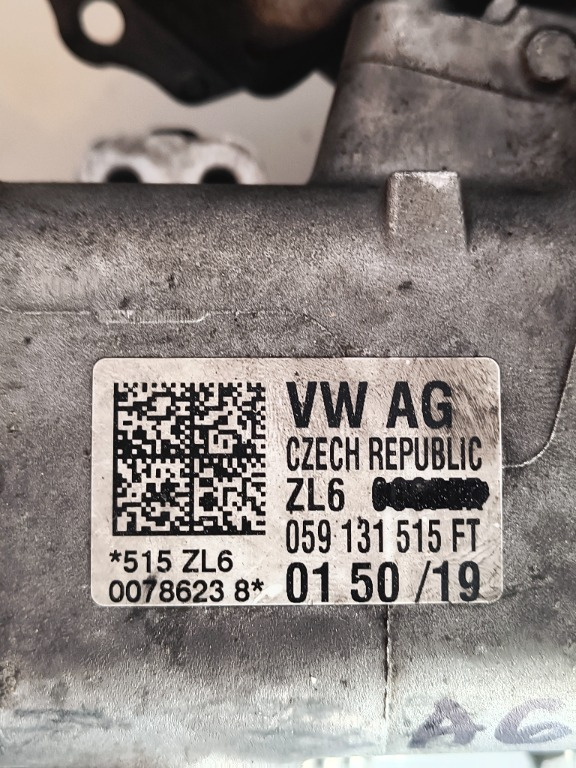 VW AG
CZECH REPUBLIC
ZL6
059 131 515 FT
01 50 /19
*515 ZL6
0078623 8*
AG